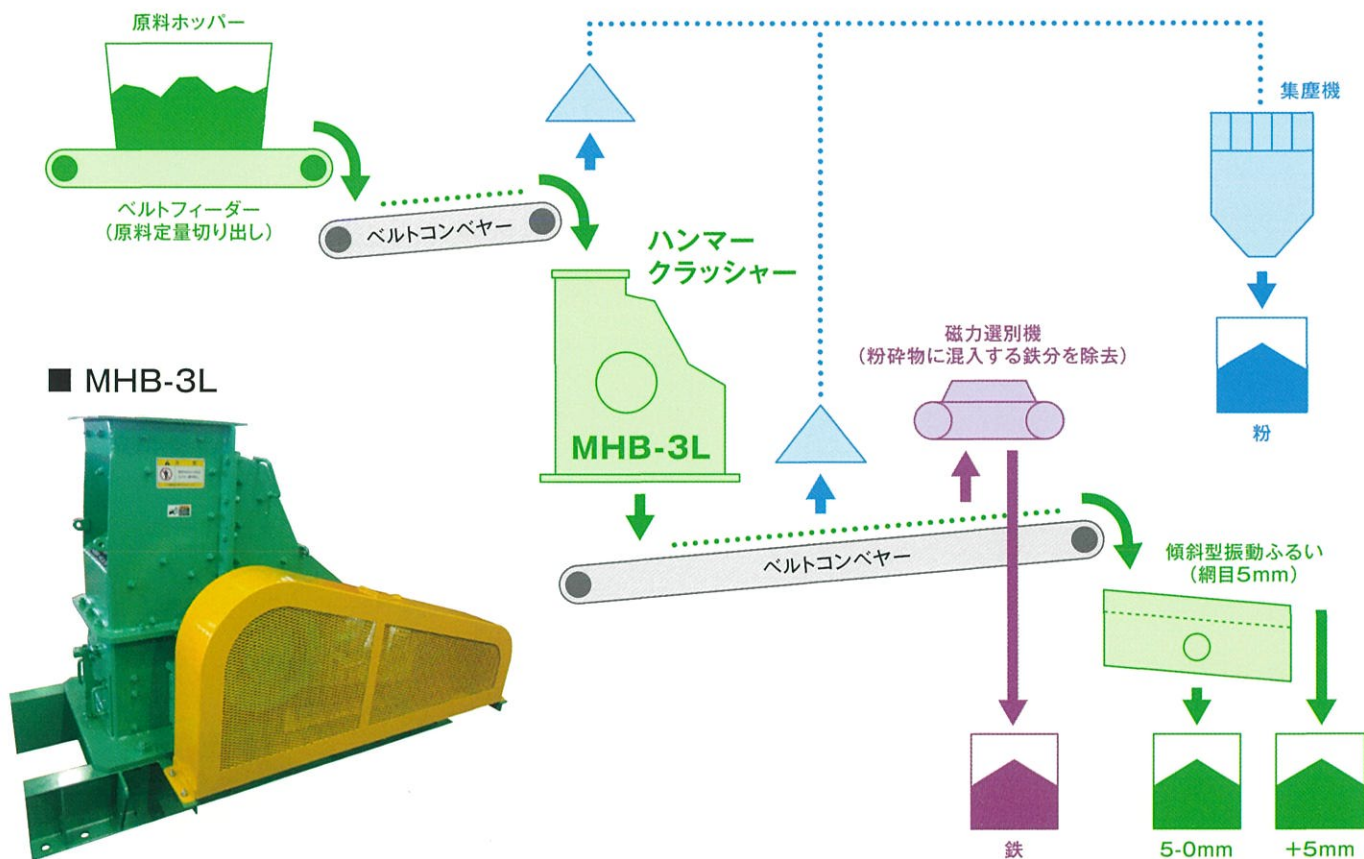 原料ホッパー
集塵機
ベルトフィーダー
（原料定量切り出し）
ベルトコンベヤー
ハンマー
クラッシャー
磁力選別機
（粉砕物に混入する鉄分を除去）
■ MHB-3L
MHB-3L
粉
ベルトコンベヤー
傾斜型振動ふるい
（網目5mm）
鉄
5-0mm
+5mm